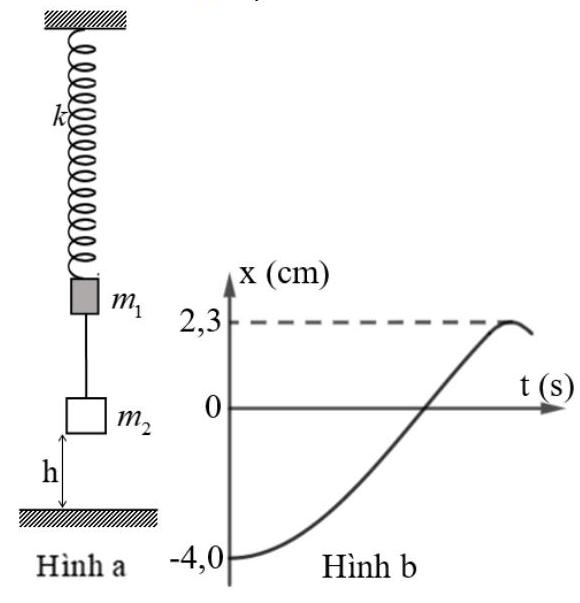 k
m₁
m₂
h
Hình a
x (cm)
2,3
0
-4,0
t (s)
Hình b